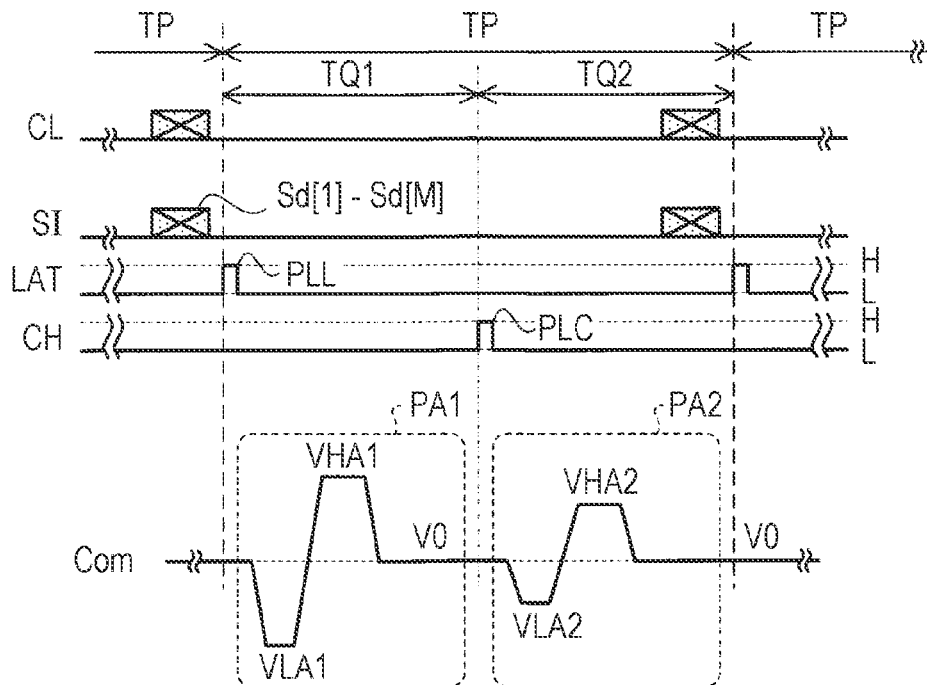 TP TP TP
TQ1 TQ2
CL
SI Sd[1] - Sd[M]
LAT PLL H
L
CH PLC H
L
PA1 PA2
VHA1 VHA2
Com V0 V0
VLA1 VLA2